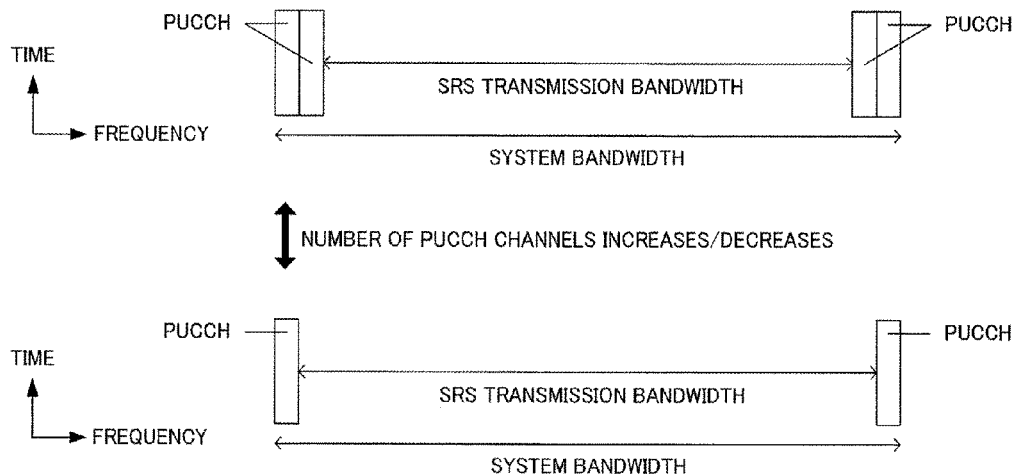 PUCCH
PUCCH
TIME
SRS TRANSMISSION BANDWIDTH
FREQUENCY
SYSTEM BANDWIDTH
NUMBER OF PUCCH CHANNELS INCREASES/DECREASES
PUCCH
PUCCH
TIME
SRS TRANSMISSION BANDWIDTH
FREQUENCY
SYSTEM BANDWIDTH